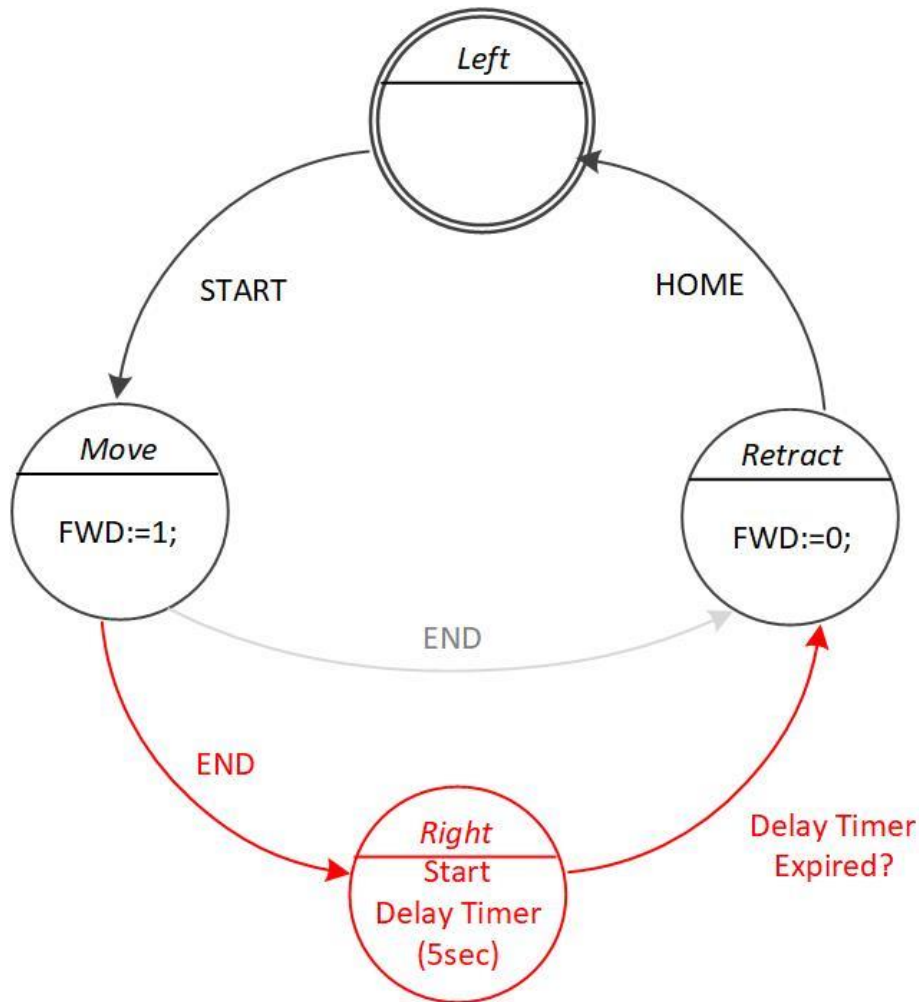 Left
START
HOME
Move
FWD:=1;
Retract
FWD:=0;
END
END
Right
Start
Delay Timer
(5sec)
Delay Timer
Expired?